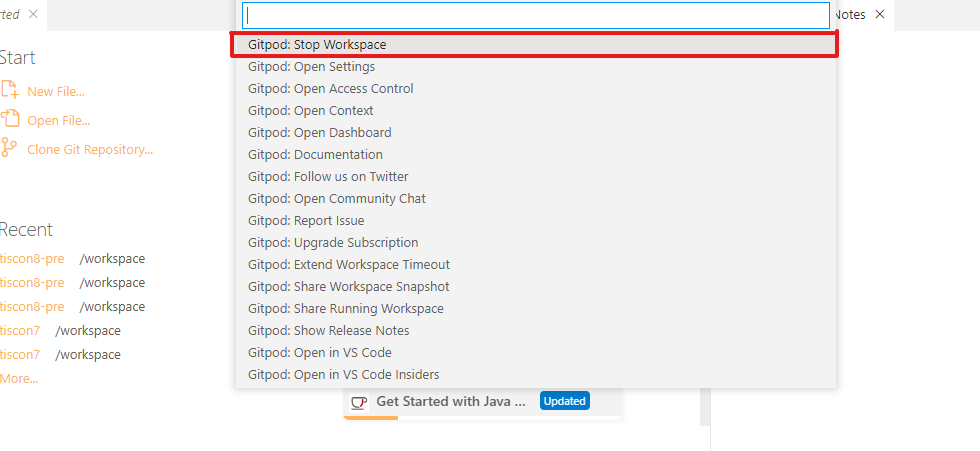 rted
Notes
Gitpod: Stop Workspace
Gitpod: Open Settings
Gitpod: Open Access Control
Gitpod: Open Context
Gitpod: Open Dashboard
Gitpod: Documentation
Gitpod: Follow us on Twitter
Gitpod: Open Community Chat
Gitpod: Report Issue
Gitpod: Upgrade Subscription
Gitpod: Extend Workspace Timeout
Gitpod: Share Workspace Snapshot
Gitpod: Share Running Workspace
Gitpod: Show Release Notes
Gitpod: Open in VS Code
Gitpod: Open in VS Code Insiders
Start
New File...
Open File...
Clone Git Repository...
Recent
tiscon8-pre /workspace
tiscon8-pre /workspace
tiscon8-pre /workspace
tiscon7 /workspace
tiscon7 /workspace
More...
Get Started with Java ... Updated